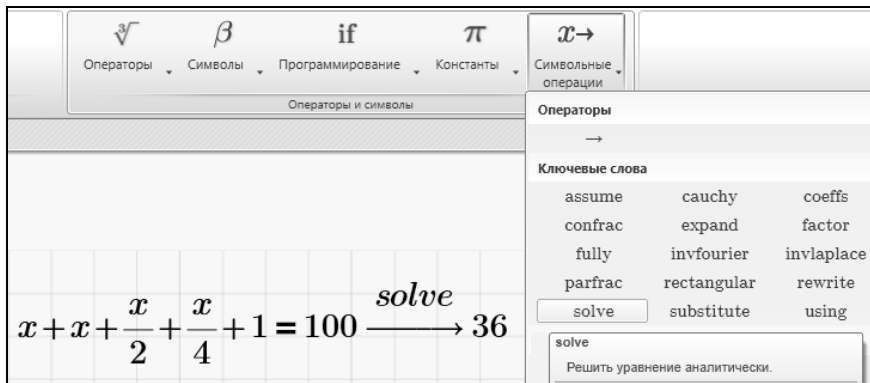 ∛ β if π x→
Операторы Символы Программирование Константы Символьные операции
Операторы и символы
Операторы
→
Ключевые слова
assume cauchy coeffs
confrac expand factor
fully invfourier invlaplace
parfrac rectangular rewrite
solve substitute using
solve
Решить уравнение аналитически.
x+x+x/2+x/4+1=100 solve→ 36